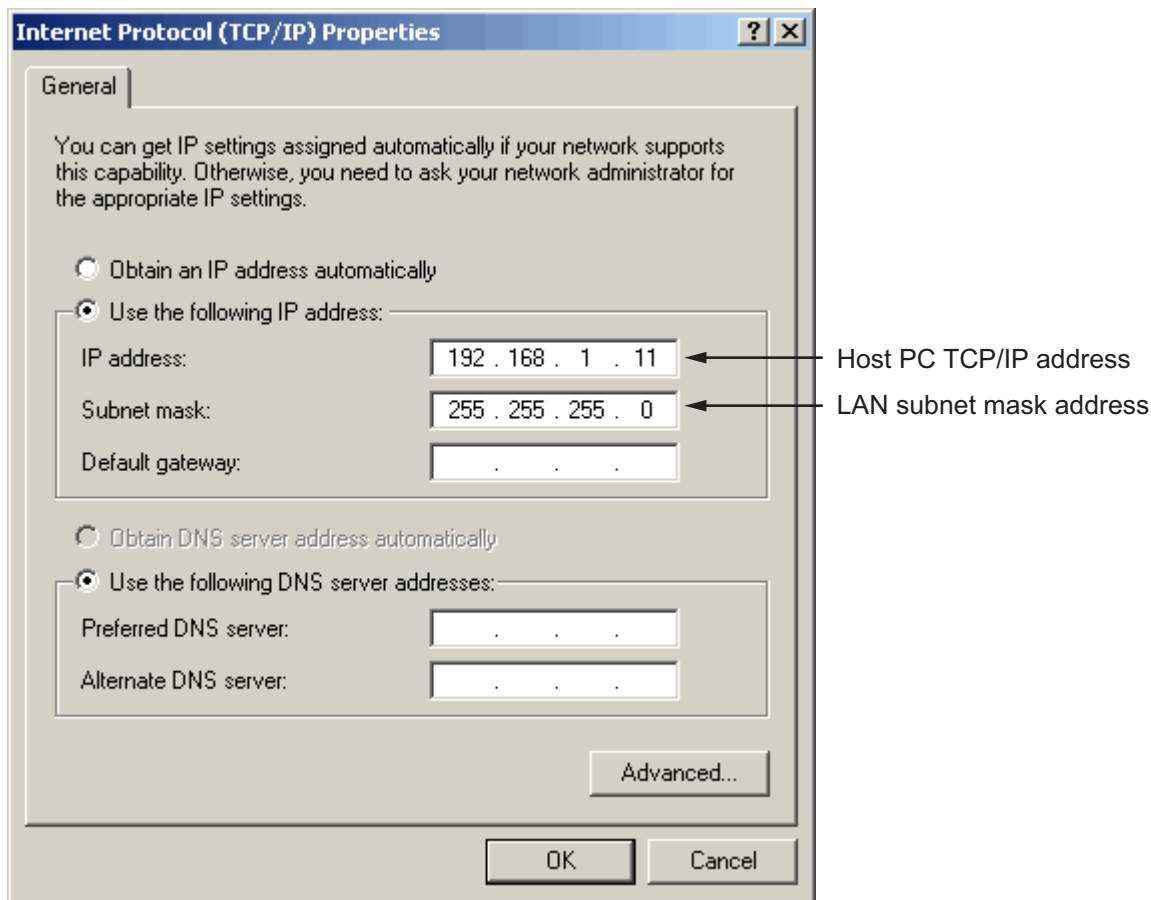 Internet Protocol (TCP/IP) Properties
General
You can get IP settings assigned automatically if your network supports
this capability. Otherwise, you need to ask your network administrator for
the appropriate IP settings.
Obtain an IP address automatically
Use the following IP address:
IP address: 192 . 168 . 1 . 11 Host PC TCP/IP address
Subnet mask: 255 . 255 . 255 . 0 LAN subnet mask address
Default gateway: . . .
Obtain DNS server address automatically
Use the following DNS server addresses:
Preferred DNS server: . . .
Alternate DNS server: . . .
Advanced...
OK Cancel